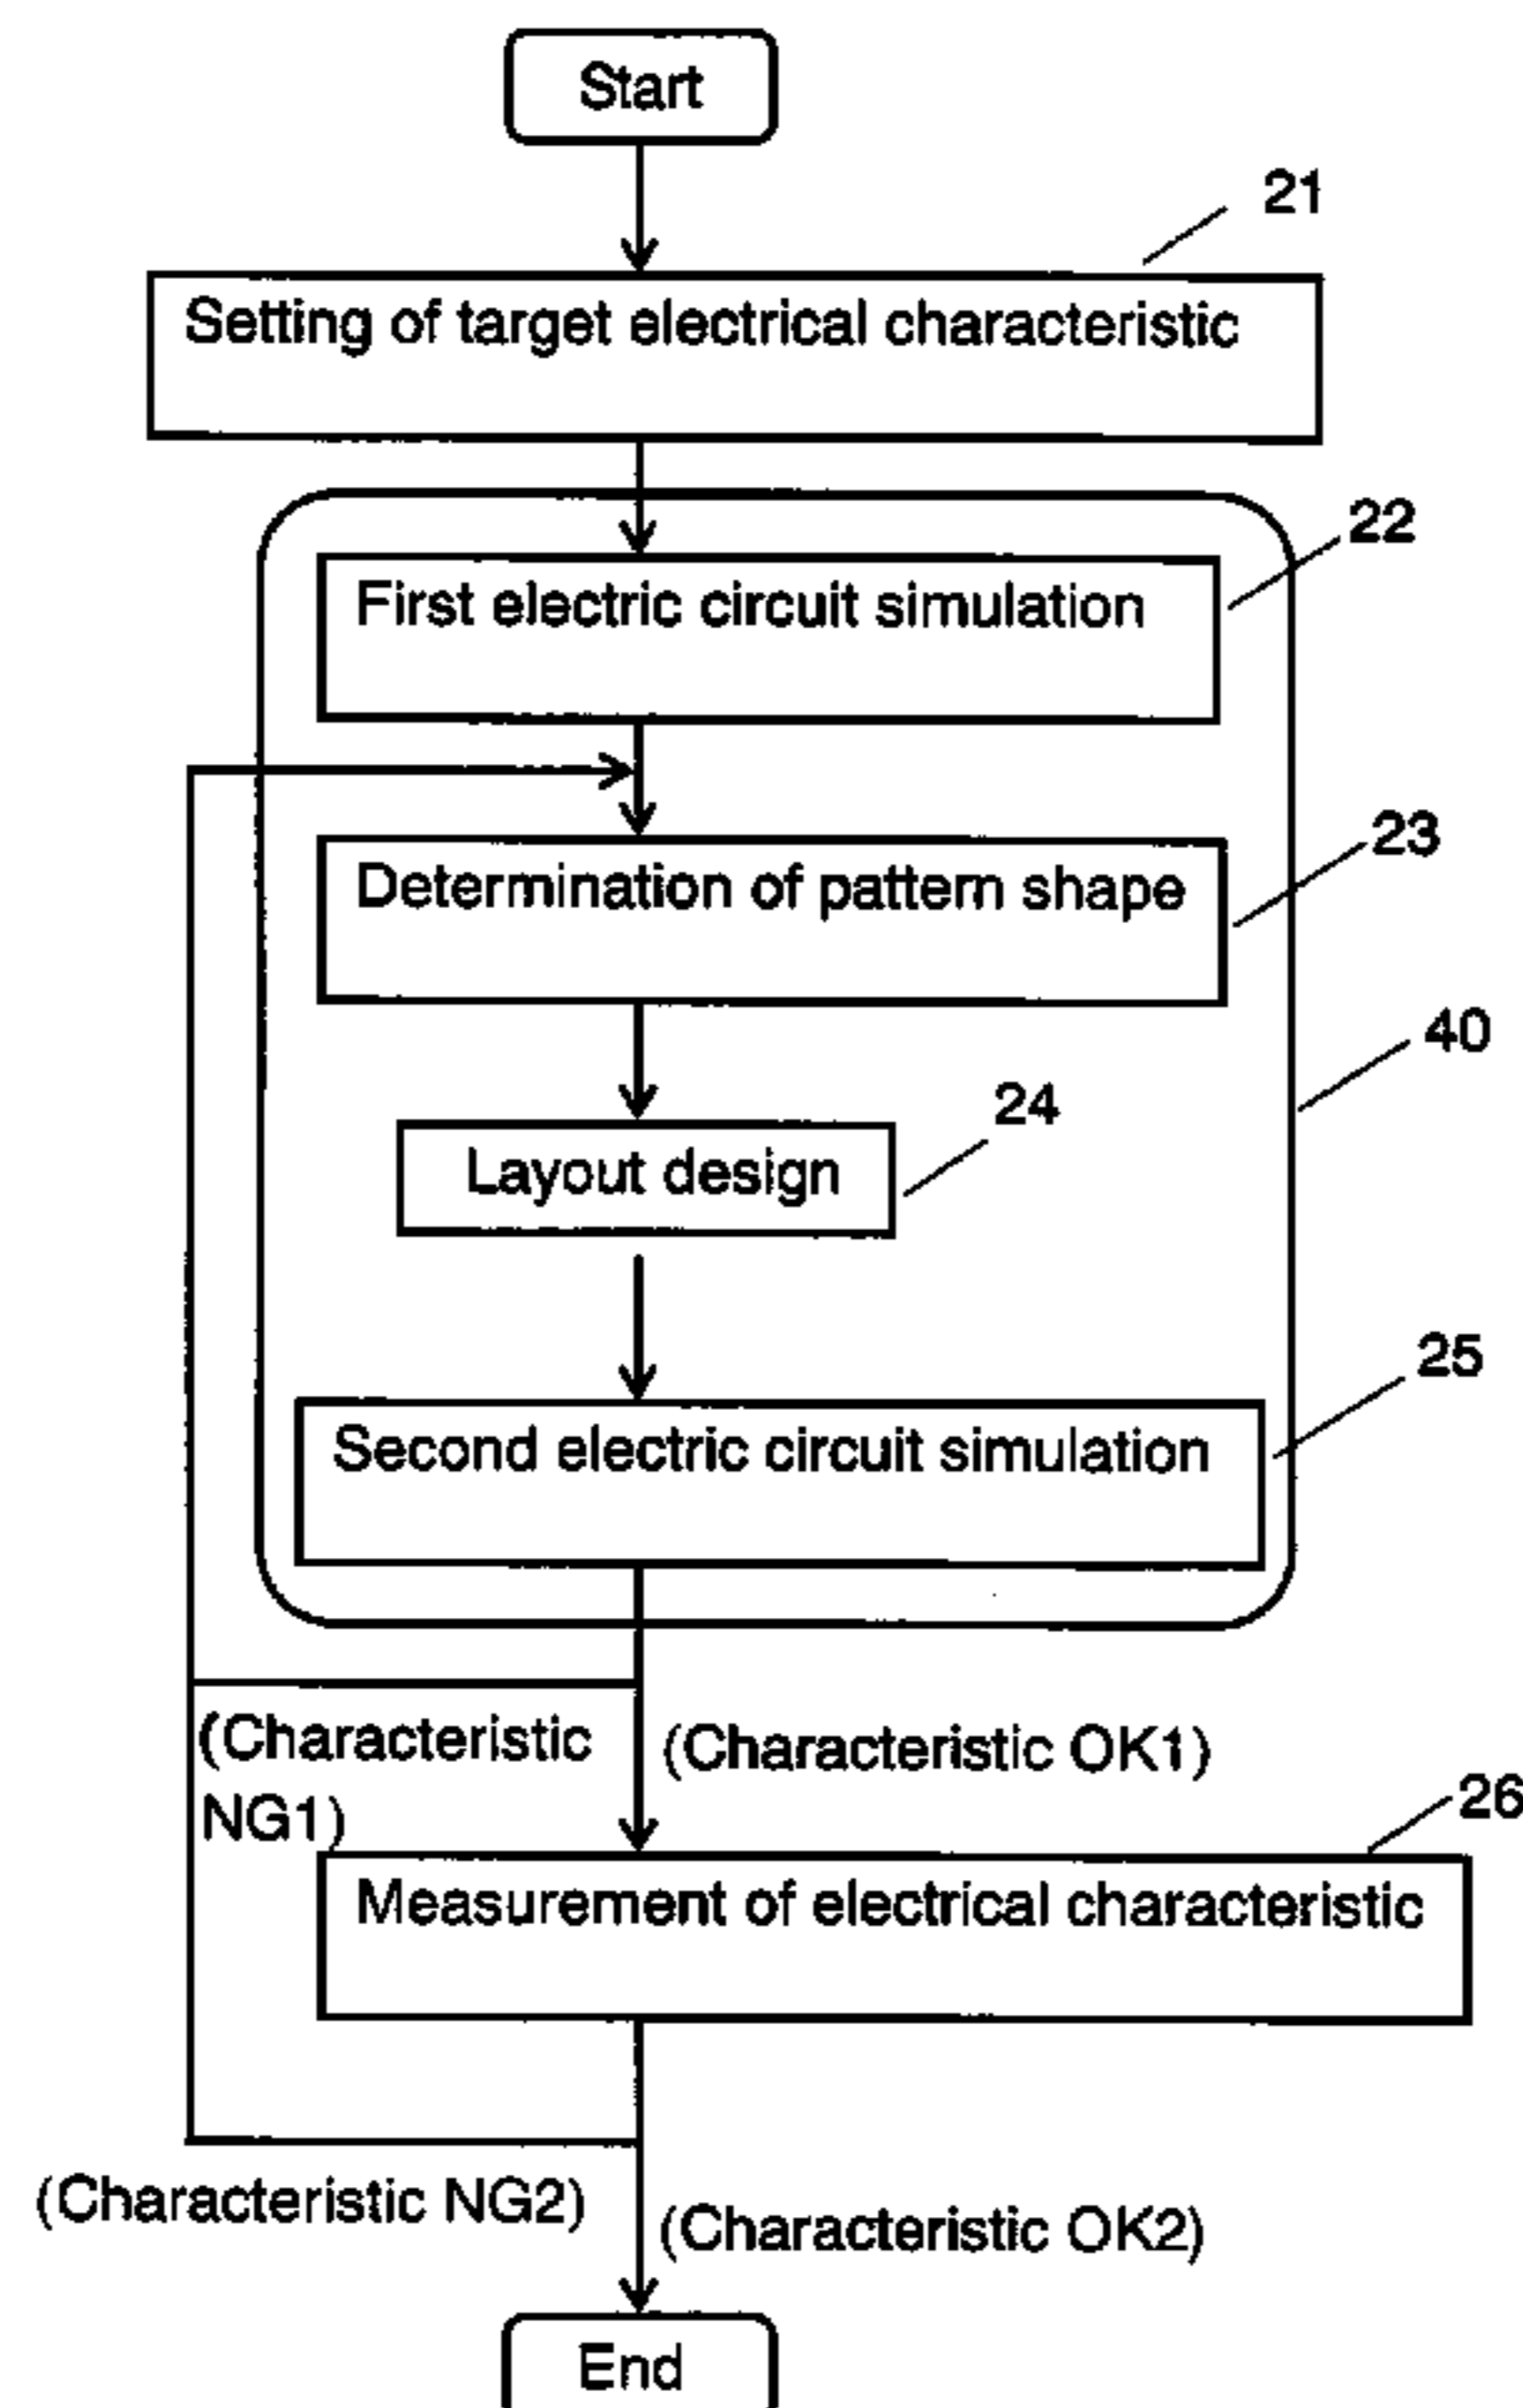 Start
21
Setting of target electrical characteristic
22
First electric circuit simulation
23
Determination of pattern shape
40
24
Layout design
25
Second electric circuit simulation
(Characteristic
NG1)
(Characteristic OK1)
26
Measurement of electrical characteristic
(Characteristic NG2)
(Characteristic OK2)
End